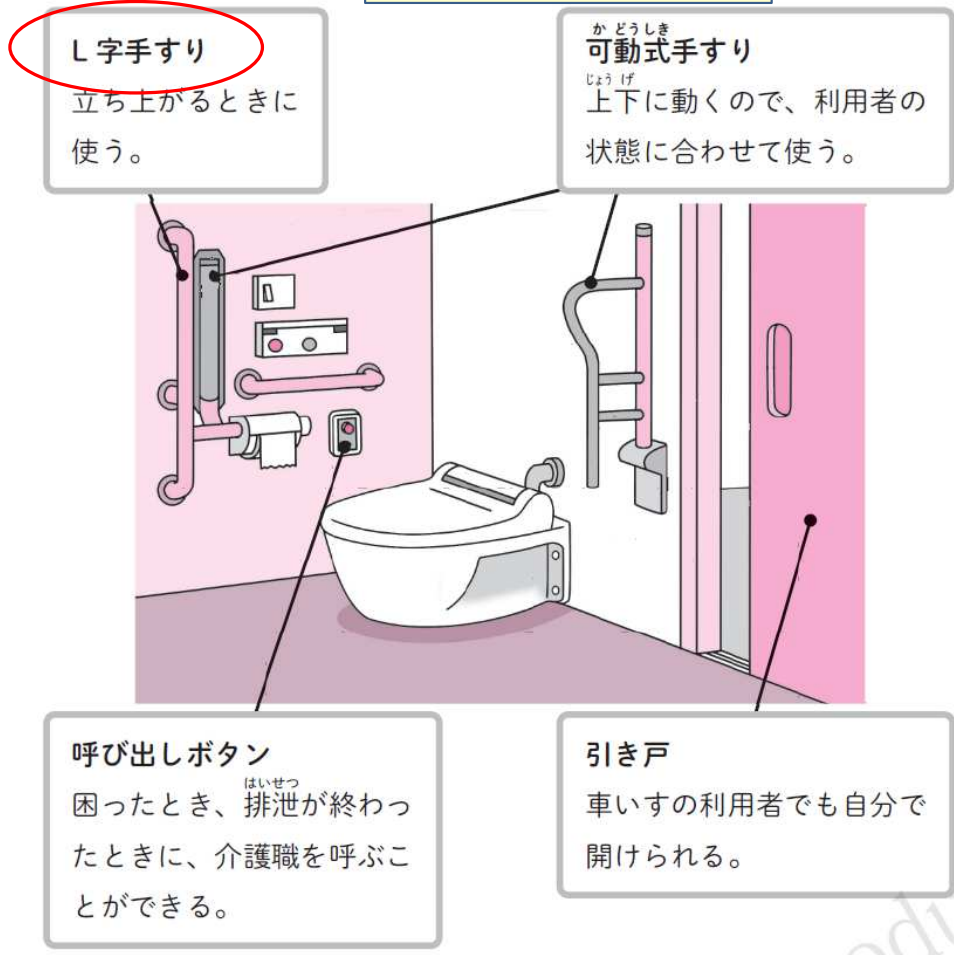 L字手すり
立ち上がるときに
使う。
かどうしき
可動式手すり
じょうげ
上下に動くので、利用者の
状態に合わせて使う。
呼び出しボタン
はいせつ
困ったとき、排泄が終わっ
たときに、介護職を呼ぶこ
とができる。
引き戸
車いすの利用者でも自分で
開けられる。